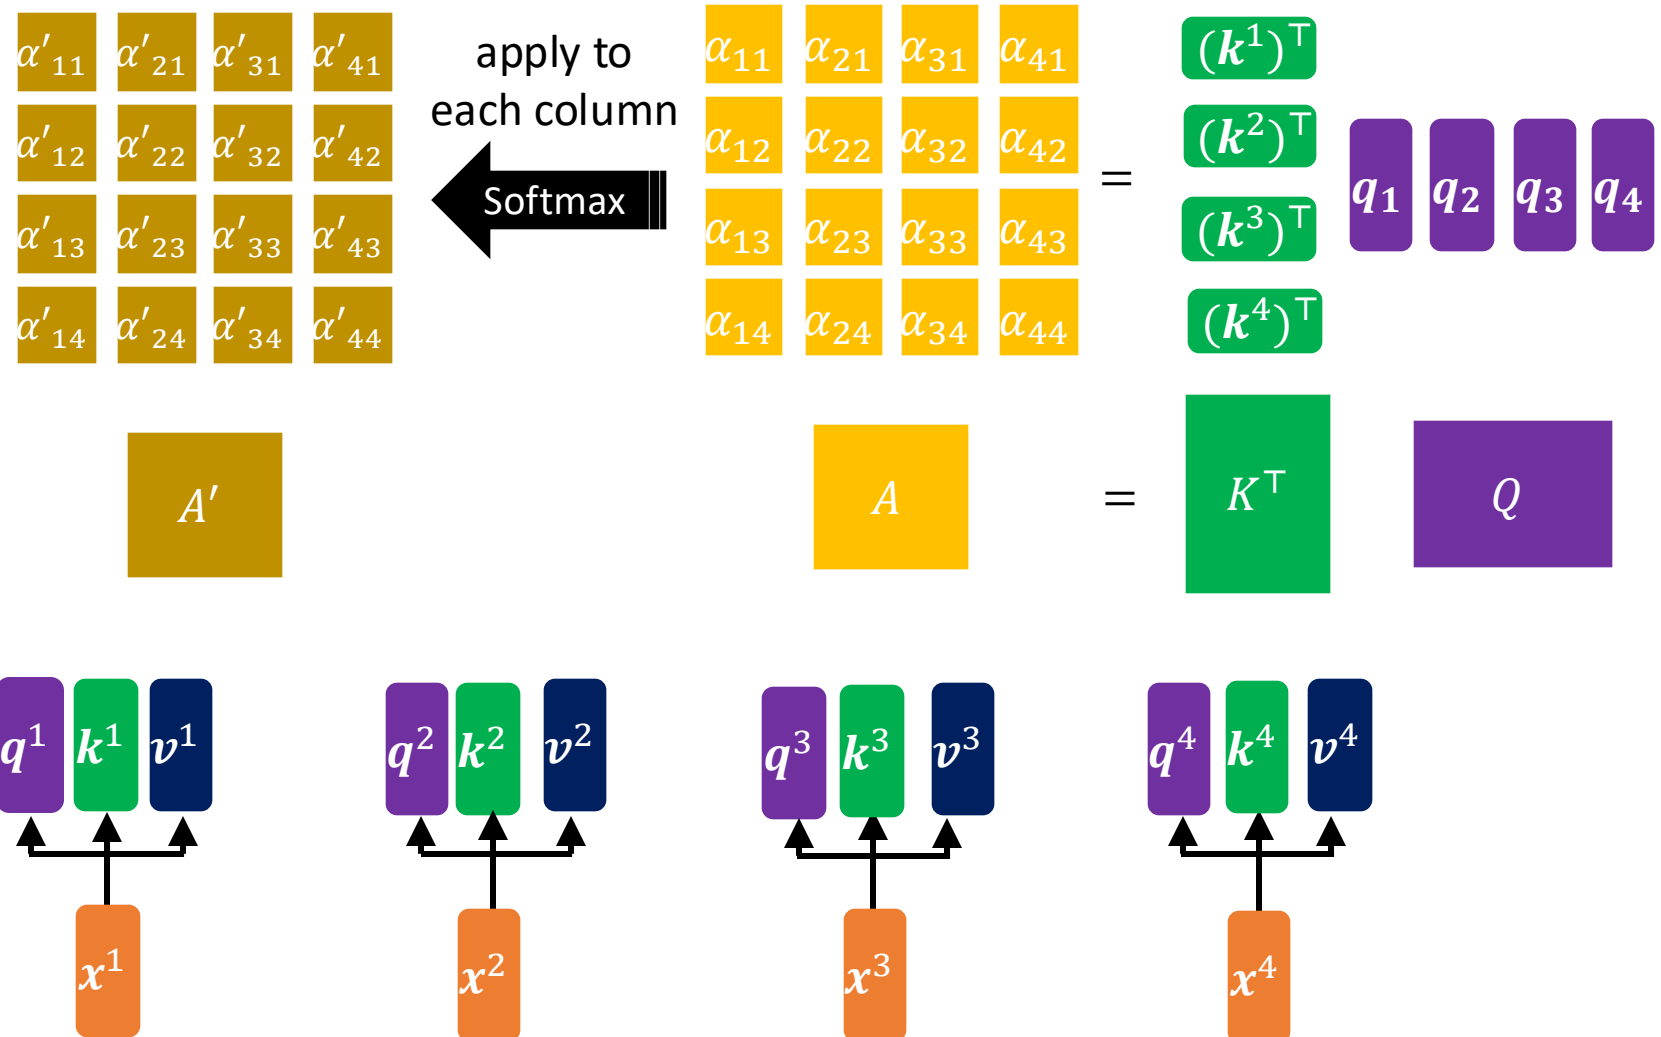 α′₁₁ α′₂₁ α′₃₁ α′₄₁
α′₁₂ α′₂₂ α′₃₂ α′₄₂
α′₁₃ α′₂₃ α′₃₃ α′₄₃
α′₁₄ α′₂₄ α′₃₄ α′₄₄
apply to
each column
Softmax
α₁₁ α₂₁ α₃₁ α₄₁
α₁₂ α₂₂ α₃₂ α₄₂
α₁₃ α₂₃ α₃₃ α₄₃
α₁₄ α₂₄ α₃₄ α₄₄
=
(k¹)⊤
(k²)⊤
(k³)⊤
(k⁴)⊤
q₁ q₂ q₃ q₄
A′ A = K⊤ Q
q¹ k¹ v¹ q² k² v² q³ k³ v³ q⁴ k⁴ v⁴
x¹ x² x³ x⁴